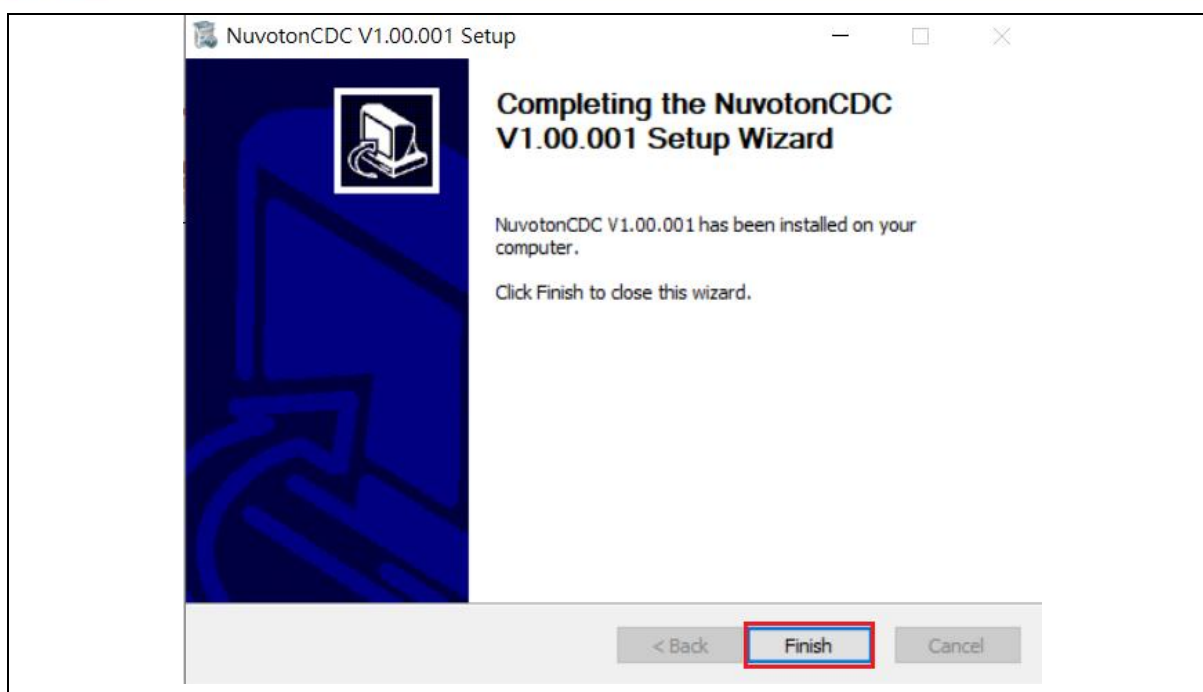 NuvotonCDC V1.00.001 Setup
Completing the NuvotonCDC
V1.00.001 Setup Wizard
NuvotonCDC V1.00.001 has been installed on your
computer.
Click Finish to close this wizard.
< Back Finish Cancel